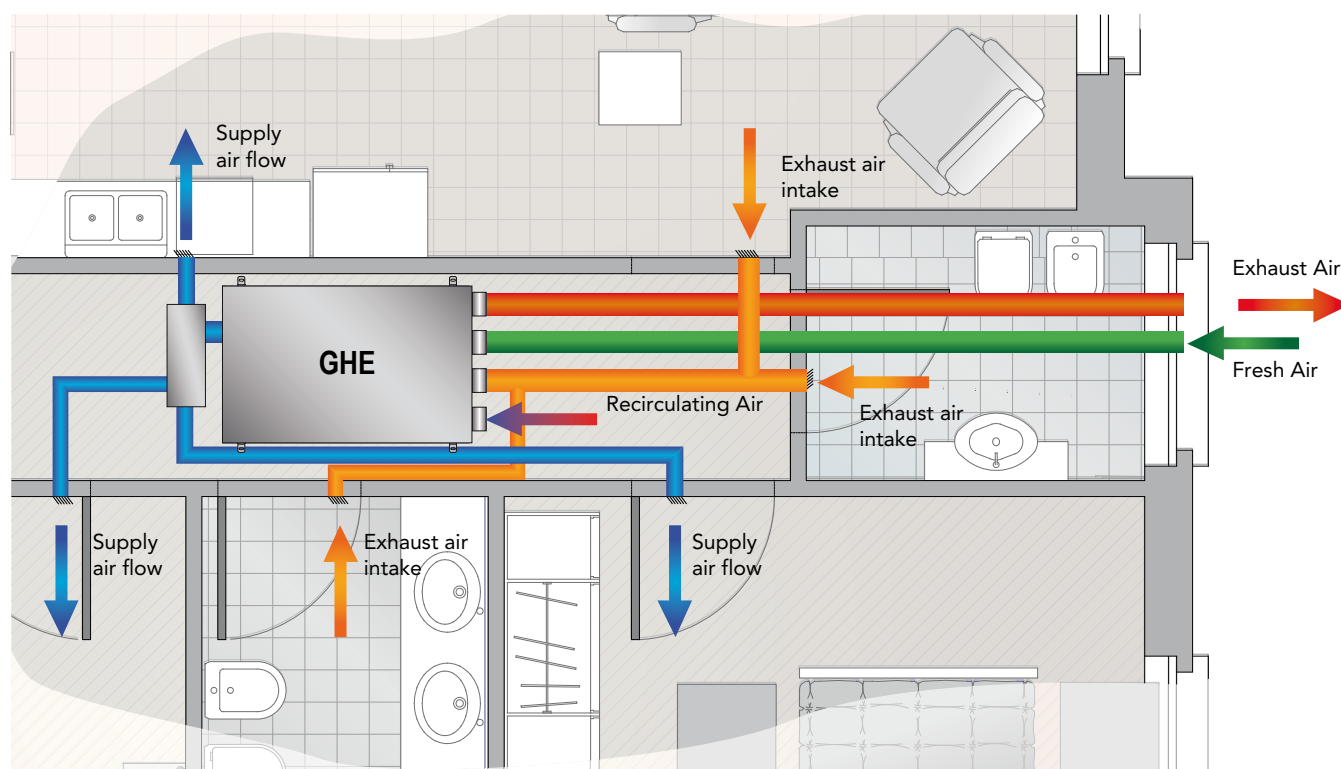 Supply
air flow
Exhaust air
intake
Exhaust Air
GHE
Fresh Air
Recirculating Air
Exhaust air
intake
Supply
air flow
Exhaust air
intake
Supply
air flow